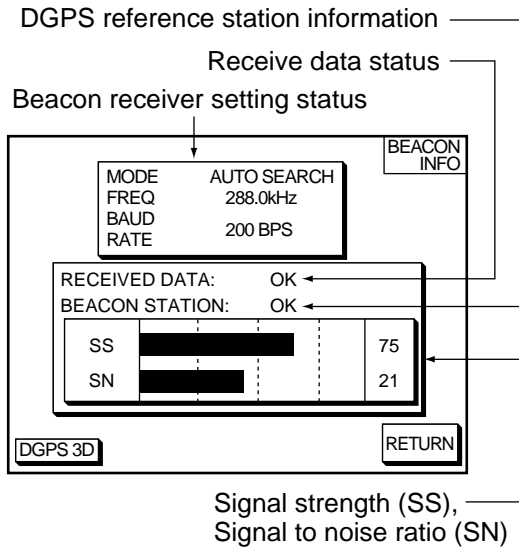 DGPS reference station information
Receive data status
Beacon receiver setting status
BEACON
INFO
MODE AUTO SEARCH
FREQ 288.0kHz
BAUD
RATE 200 BPS
RECEIVED DATA: OK
BEACON STATION: OK
SS 75
SN 21
DGPS 3D
RETURN
Signal strength (SS),
Signal to noise ratio (SN)